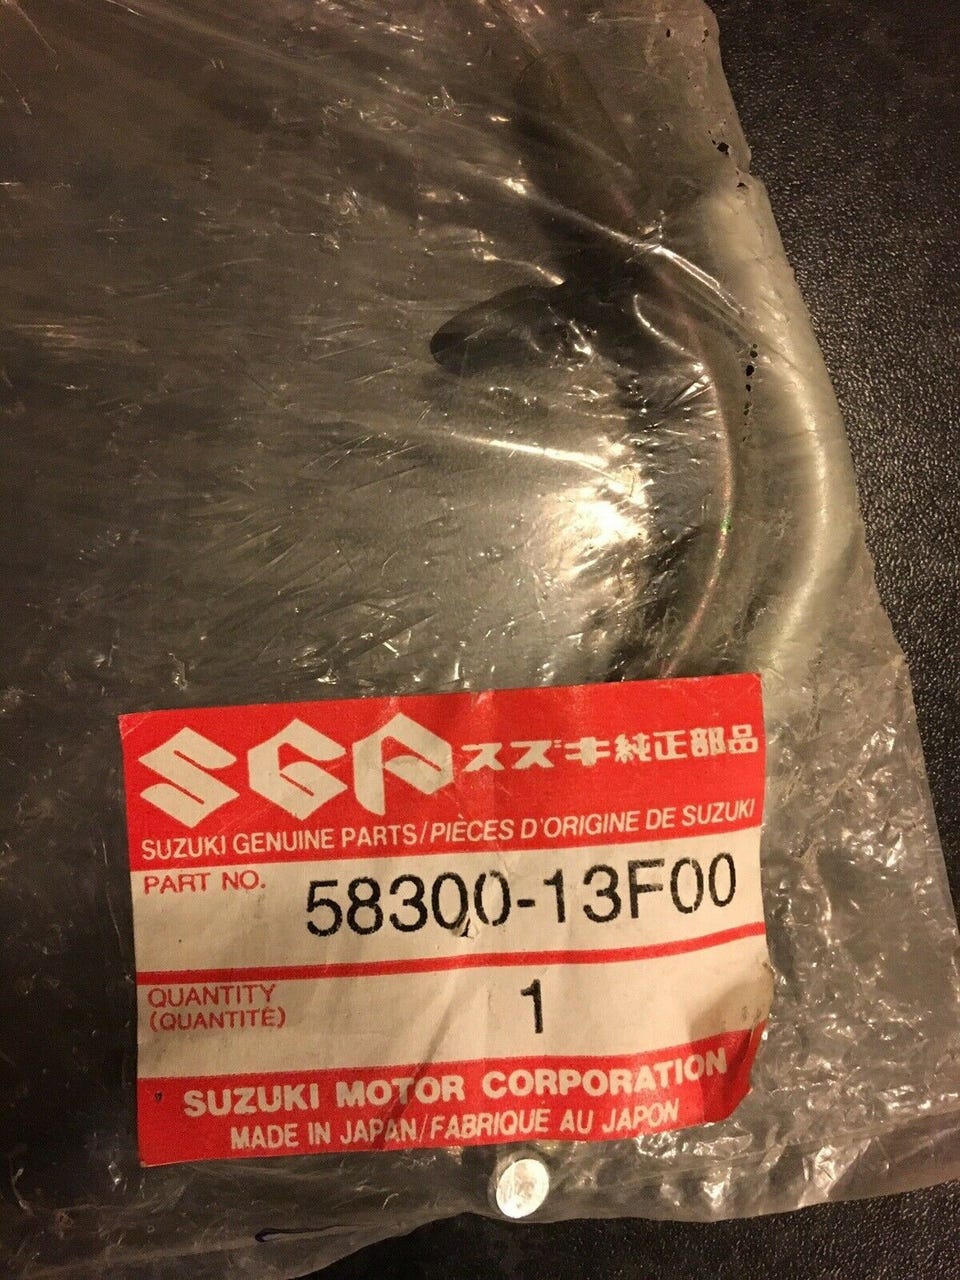 SGP スズキ純正部品
SUZUKI GENUINE PARTS/PIÈCES D'ORIGINE DE SUZUKI
PART NO. 58300-13F00
QUANTITY 1
(QUANTITÉ)
SUZUKI MOTOR CORPORATION
MADE IN JAPAN/FABRIQUE AU JAPON